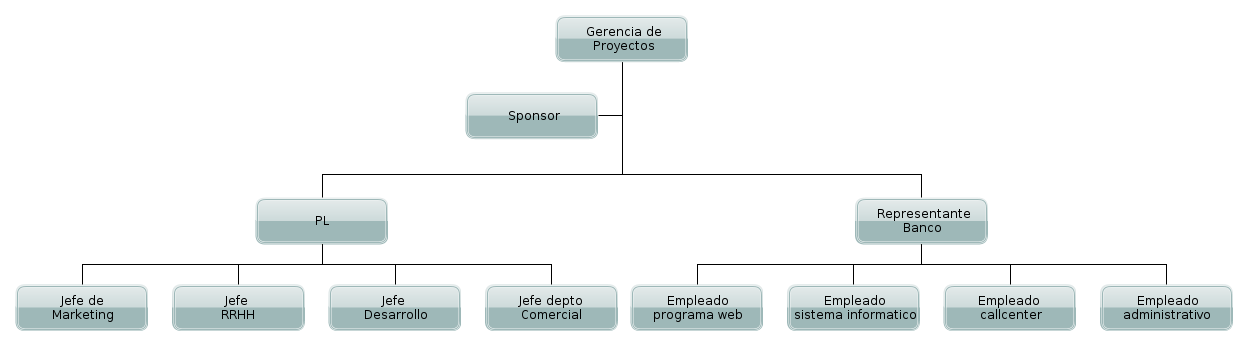 Gerencia de
Proyectos
Sponsor
PL
Representante
Banco
Jefe de
Marketing
Jefe
RRHH
Jefe
Desarrollo
Jefe depto
Comercial
Empleado
programa web
Empleado
sistema informatico
Empleado
callcenter
Empleado
administrativo